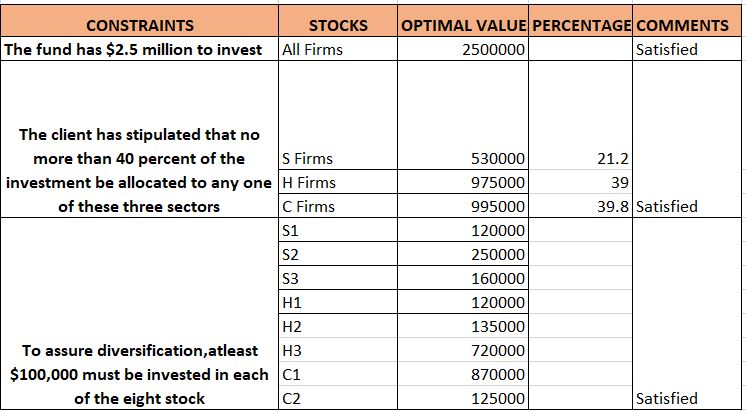 CONSTRAINTS STOCKS OPTIMAL VALUE PERCENTAGE COMMENTS
The fund has $2.5 million to invest All Firms 2500000 Satisfied
The client has stipulated that no
more than 40 percent of the S Firms 530000 21.2
investment be allocated to any one H Firms 975000 39
of these three sectors C Firms 995000 39.8 Satisfied
S1 120000
S2 250000
S3 160000
H1 120000
H2 135000
To assure diversification,atleast H3 720000
$100,000 must be invested in each C1 870000
of the eight stock C2 125000 Satisfied